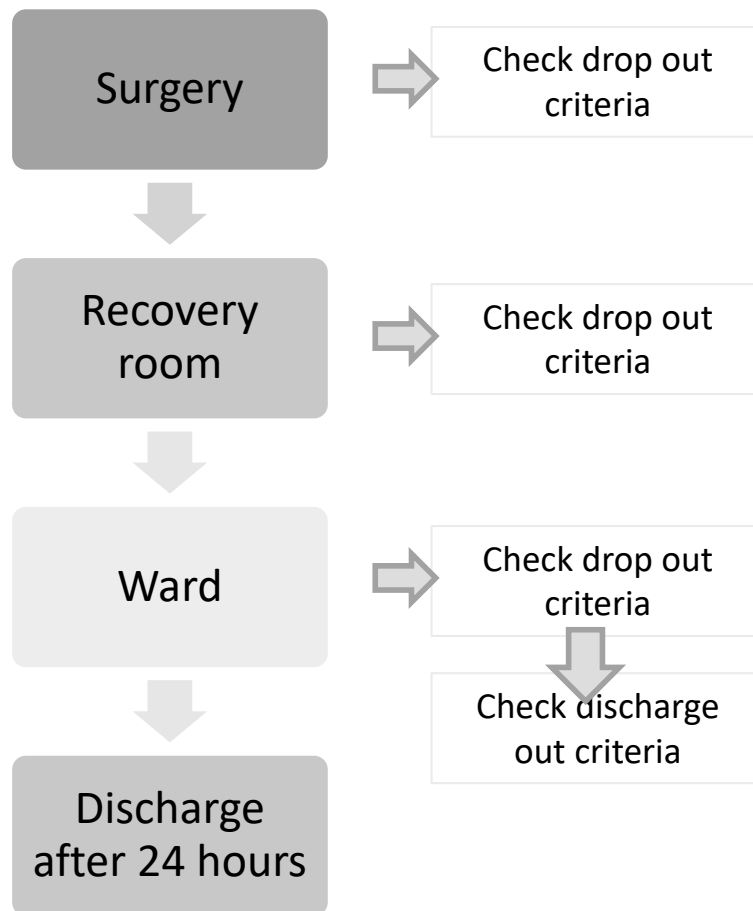 Surgery
Check drop out
criteria
Recovery
room
Check drop out
criteria
Ward
Check drop out
criteria
Check discharge
out criteria
Discharge
after 24 hours